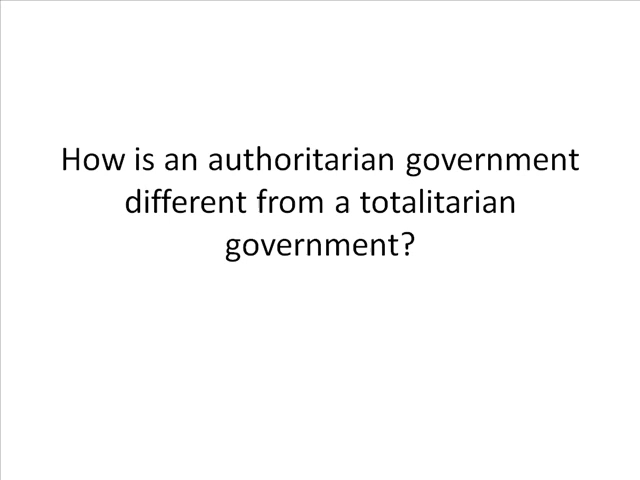 How is an authoritarian government
different from a totalitarian
government?